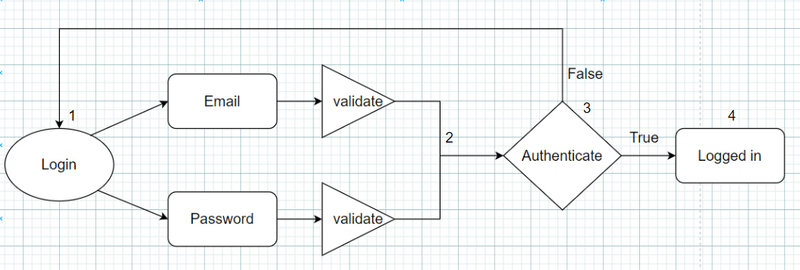 False
1
Email
validate
3
4
2
True
Login
Authenticate
Logged in
Password
validate